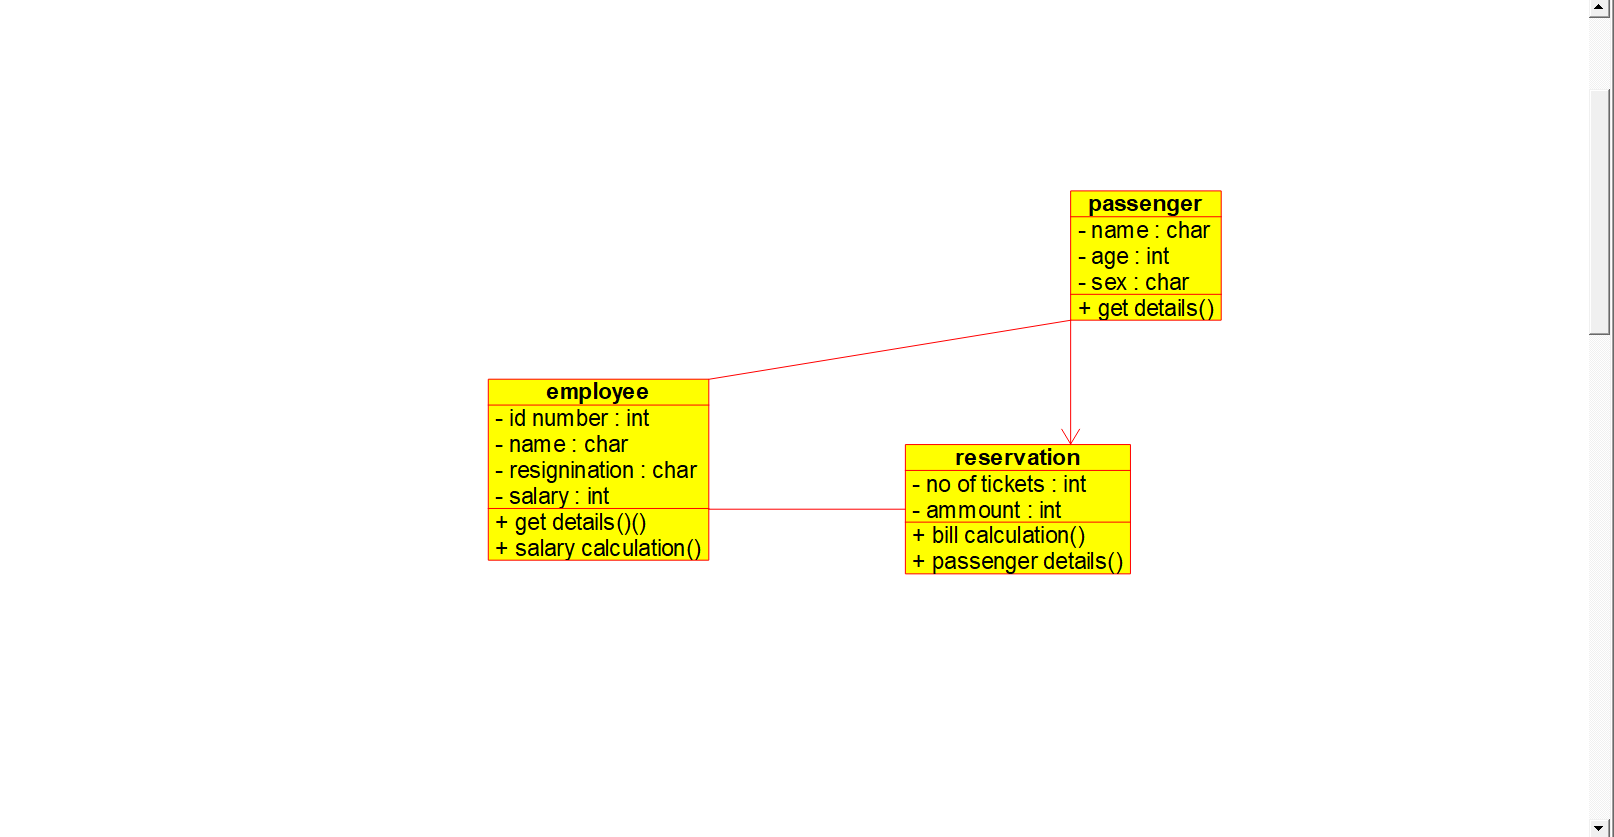 passenger
- name : char
- age : int
- sex : char
+ get details()
employee
- id number : int
- name : char
- resignination : char
- salary : int
+ get details()()
+ salary calculation()
reservation
- no of tickets : int
- ammount : int
+ bill calculation()
+ passenger details()